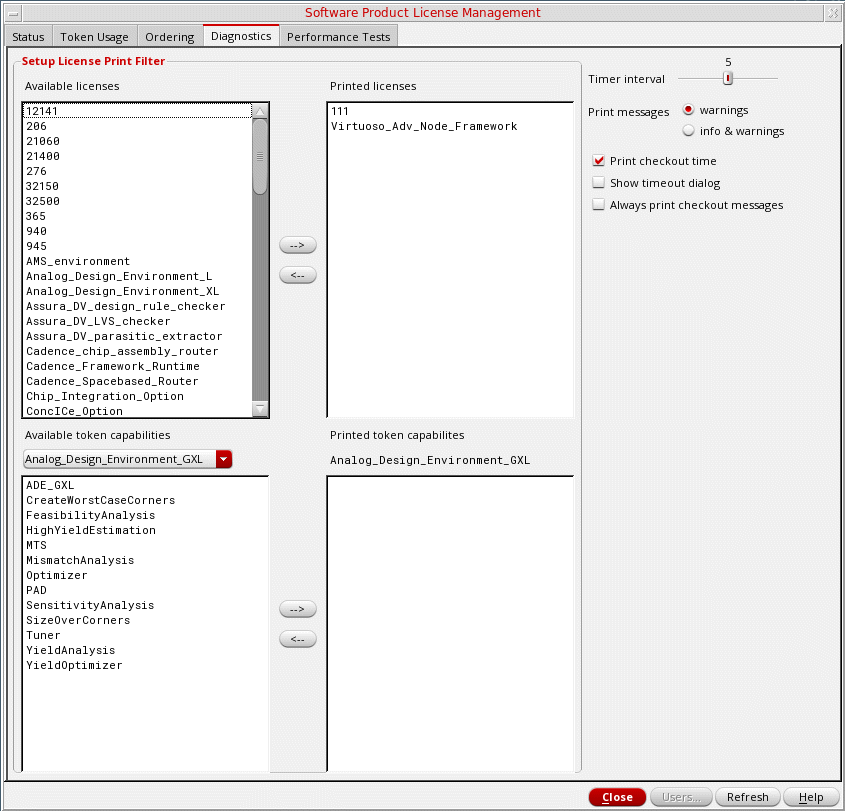 Software Product License Management
Status
Token Usage
Ordering
Diagnostics
Performance Tests
Setup License Print Filter
Available licenses
12141
206
21060
21400
276
32150
32500
365
940
945
AMS_environment
Analog_Design_Environment_L
Analog_Design_Environment_XL
Assura_DV_design_rule_checker
Assura_DV_LVS_checker
Assura_DV_parasitic_extractor
Cadence_chip_assembly_router
Cadence_Framework_Runtime
Cadence_Spacebased_Router
Chip_Integration_Option
ConcICe_Option
-->
<--
Printed licenses
111
Virtuoso_Adv_Node_Framework
Available token capabilities
Analog_Design_Environment_GXL
ADE_GXL
CreateWorstCaseCorners
FeasibilityAnalysis
HighYieldEstimation
MTS
MismatchAnalysis
Optimizer
PAD
SensitivityAnalysis
SizeOverCorners
Tuner
YieldAnalysis
YieldOptimizer
-->
<--
Printed token capabilites
Analog_Design_Environment_GXL
5
Timer interval
Print messages
warnings
info & warnings
Print checkout time
Show timeout dialog
Always print checkout messages
Close
Users...
Refresh
Help